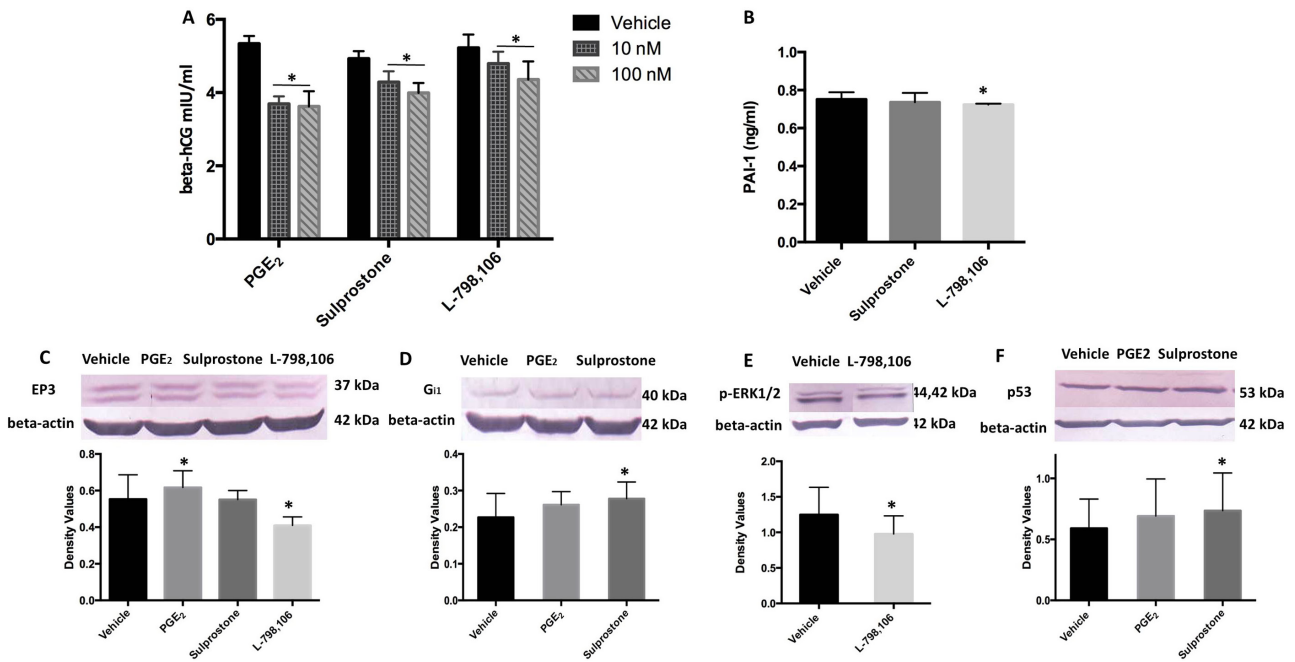 A
beta-hCG mIU/ml
6
4
2
0
PGE₂
Sulprostone
L-798,106
Vehicle
10 nM
100 nM
*
*
*
B
PAI-1 (ng/ml)
1.0
0.8
0.6
0.4
0.2
0.0
*
Vehicle
Sulprostone
L-798,106
C
Vehicle PGE₂ Sulprostone L-798,106
EP3 37 kDa
beta-actin 42 kDa
Density Values
0.8
0.6
0.4
0.2
0.0
*
*
Vehicle
PGE₂
Sulprostone
L-798,106
D
Vehicle PGE₂ Sulprostone
Gi1 40 kDa
beta-actin 42 kDa
Density Values
0.4
0.3
0.2
0.1
0.0
*
Vehicle
PGE₂
Sulprostone
E
Vehicle L-798,106
p-ERK1/2 44,42 kDa
beta-actin 42 kDa
Density Values
2.0
1.5
1.0
0.5
0.0
*
Vehicle
L-798,106
F
Vehicle PGE2 Sulprostone
p53 53 kDa
beta-actin 42 kDa
Density Values
1.0
0.5
0.0
*
Vehicle
PGE₂
Sulprostone